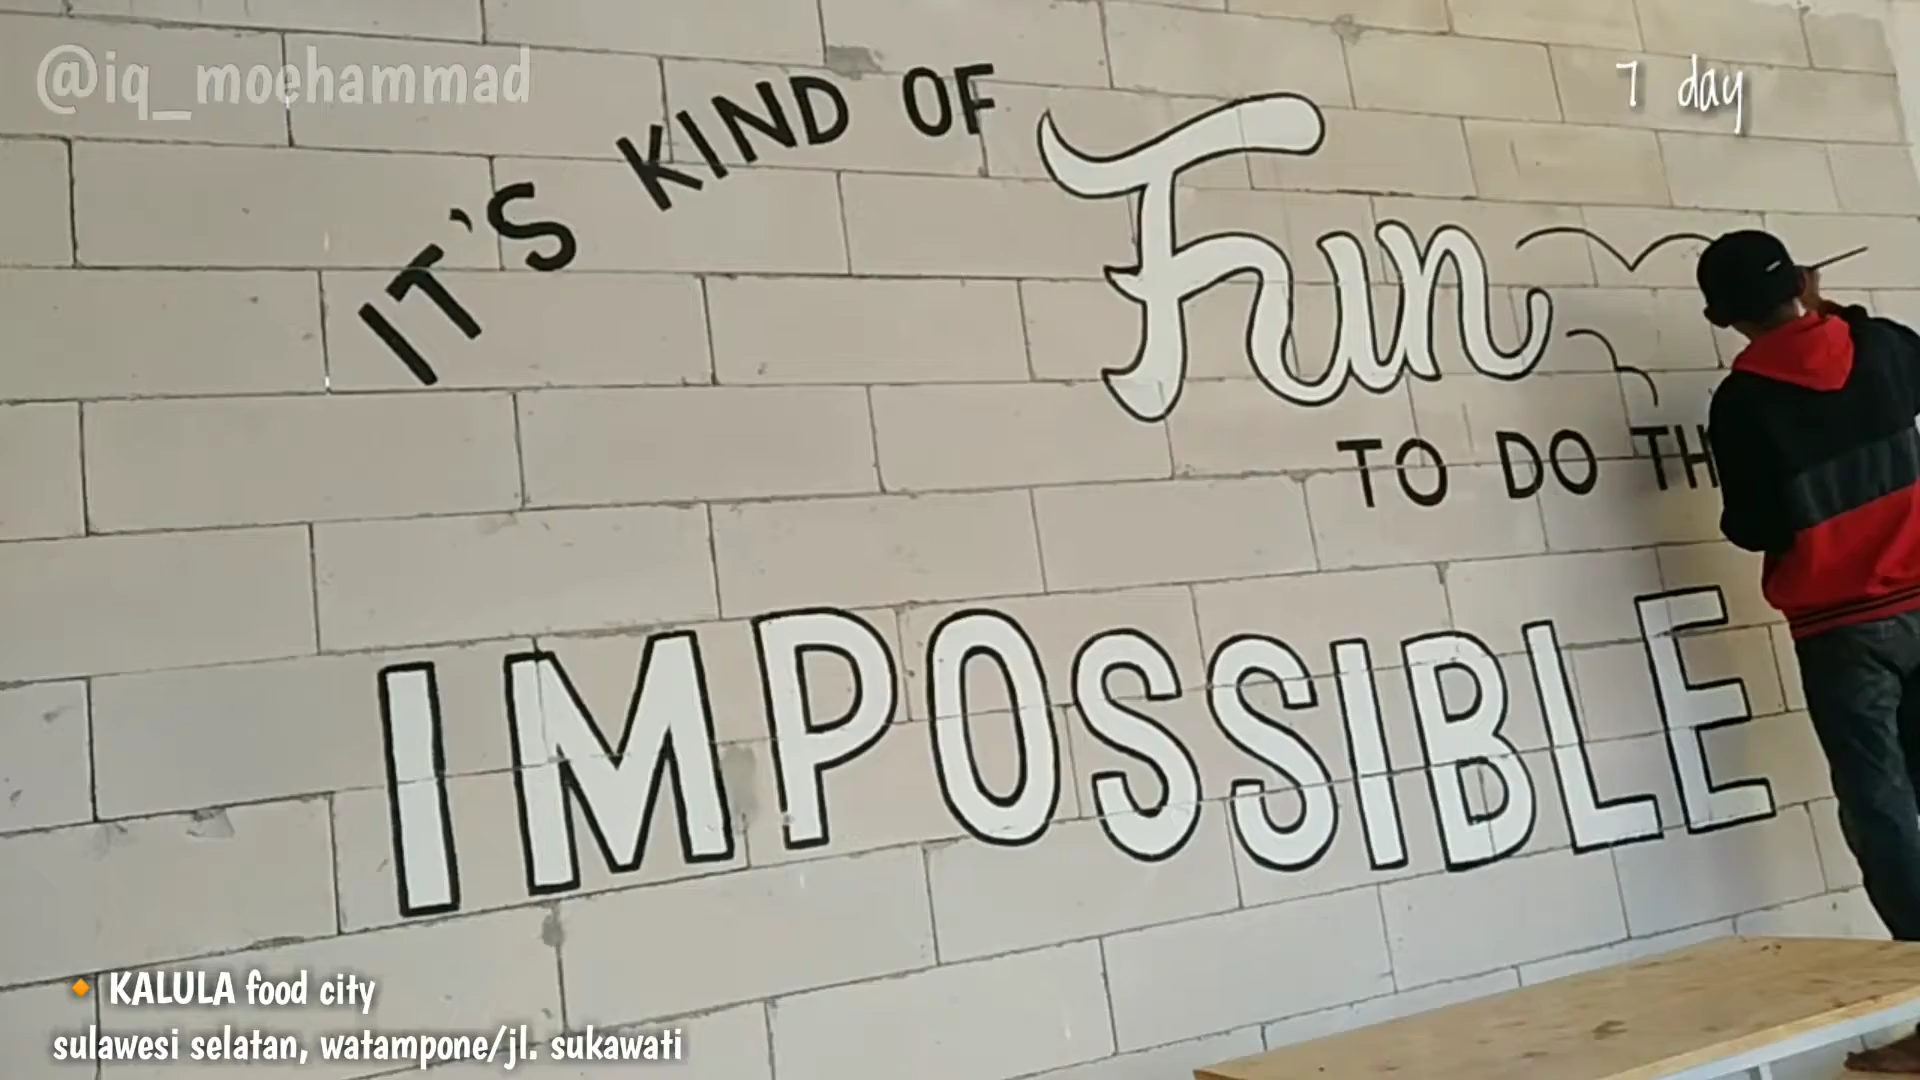 @iq_moehammad
7 day
IT'S KIND OF
Fun
TO DO TH
IMPOSSIBLE
KALULA food city
sulawesi selatan, watampone/jl. sukawati